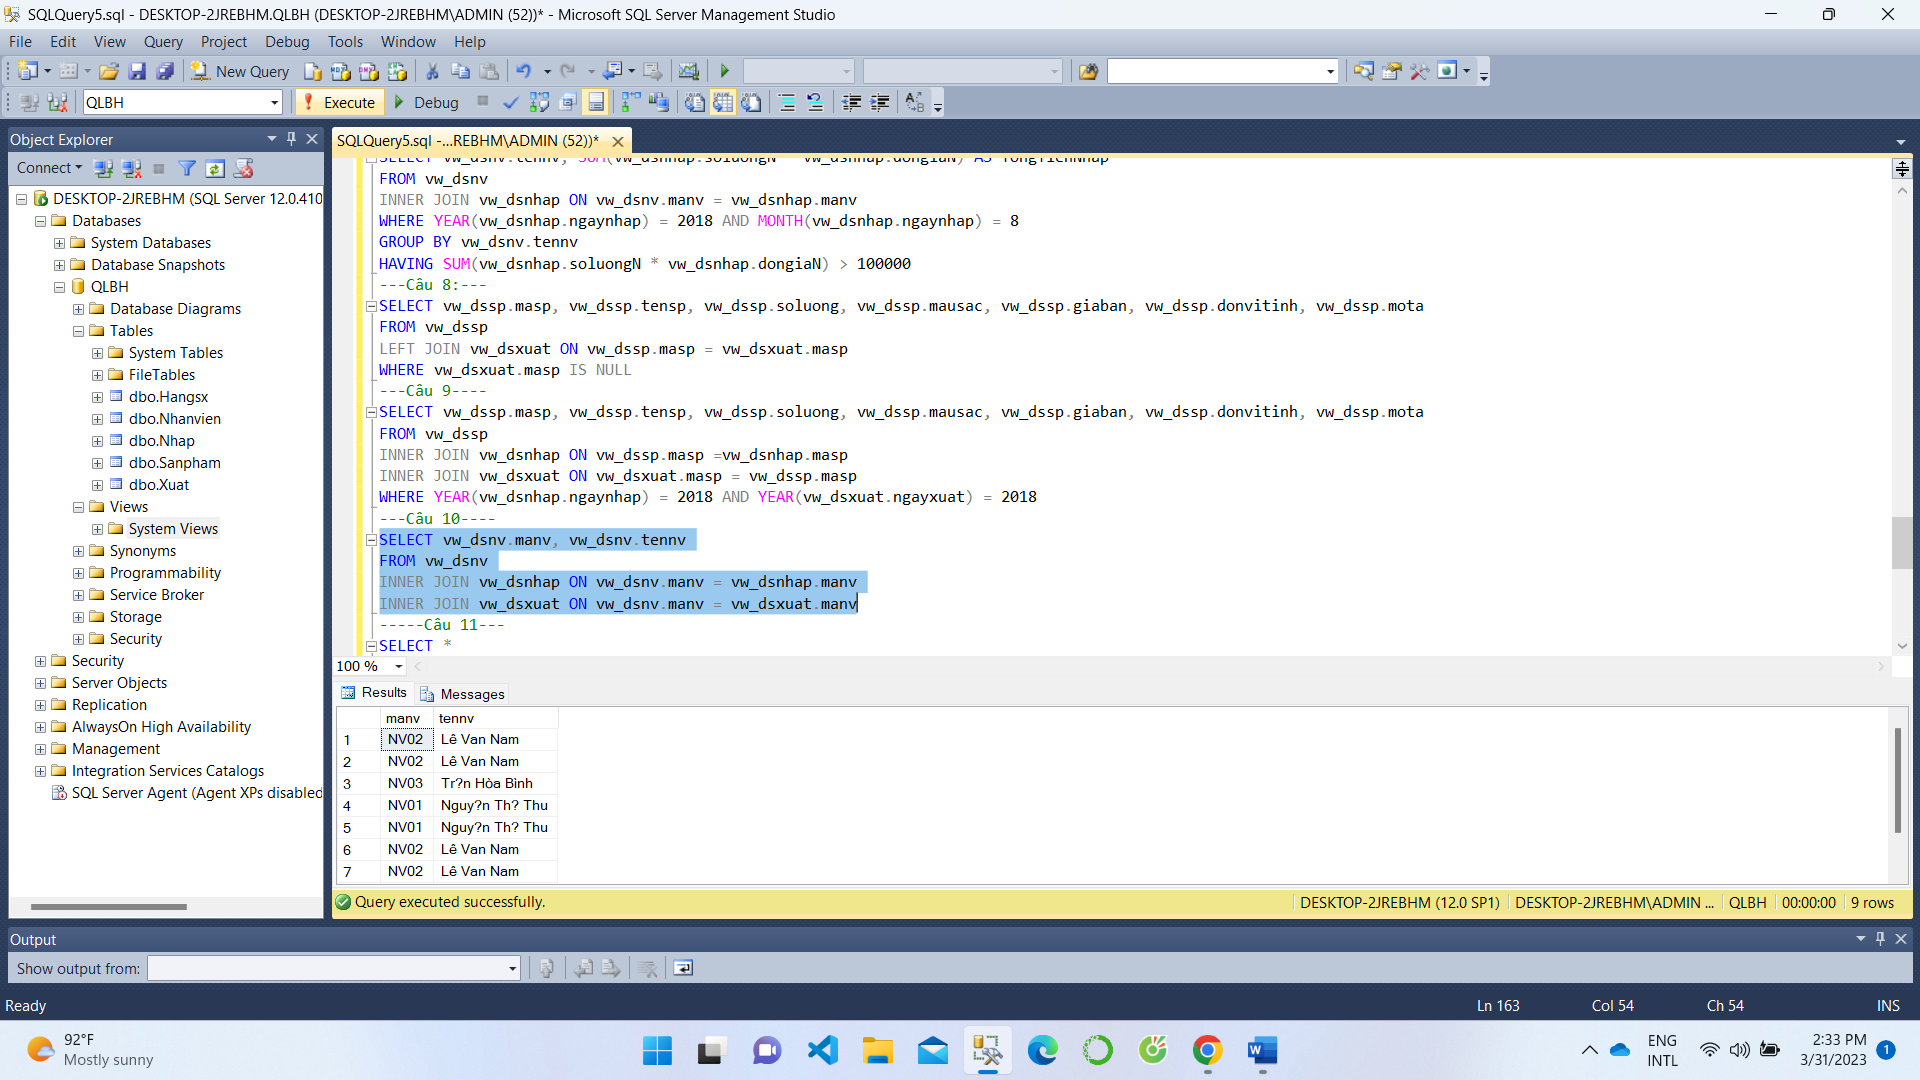 SQLQuery5.sql - DESKTOP-2JREBHM.QLBH (DESKTOP-2JREBHM\ADMIN (52))* - Microsoft SQL Server Management Studio
File Edit View Query Project Debug Tools Window Help
New Query
QLBH Execute Debug
Object Explorer
Connect
DESKTOP-2JREBHM (SQL Server 12.0.410
Databases
System Databases
Database Snapshots
QLBH
Database Diagrams
Tables
System Tables
FileTables
dbo.Hangsx
dbo.Nhanvien
dbo.Nhap
dbo.Sanpham
dbo.Xuat
Views
System Views
Synonyms
Programmability
Service Broker
Storage
Security
Security
Server Objects
Replication
AlwaysOn High Availability
Management
Integration Services Catalogs
SQL Server Agent (Agent XPs disabled
SQLQuery5.sql -...REBHM\ADMIN (52))*
SELECT vw_dsnv.tennv, SUM(vw_dsnhap.soluongN * vw_dsnhap.dongiaN) AS TongTienNhap
FROM vw_dsnv
INNER JOIN vw_dsnhap ON vw_dsnv.manv = vw_dsnhap.manv
WHERE YEAR(vw_dsnhap.ngaynhap) = 2018 AND MONTH(vw_dsnhap.ngaynhap) = 8
GROUP BY vw_dsnv.tennv
HAVING SUM(vw_dsnhap.soluongN * vw_dsnhap.dongiaN) > 100000
---Câu 8:---
SELECT vw_dssp.masp, vw_dssp.tensp, vw_dssp.soluong, vw_dssp.mausac, vw_dssp.giaban, vw_dssp.donvitinh, vw_dssp.mota
FROM vw_dssp
LEFT JOIN vw_dsxuat ON vw_dssp.masp = vw_dsxuat.masp
WHERE vw_dsxuat.masp IS NULL
---Câu 9----
SELECT vw_dssp.masp, vw_dssp.tensp, vw_dssp.soluong, vw_dssp.mausac, vw_dssp.giaban, vw_dssp.donvitinh, vw_dssp.mota
FROM vw_dssp
INNER JOIN vw_dsnhap ON vw_dssp.masp =vw_dsnhap.masp
INNER JOIN vw_dsxuat ON vw_dsxuat.masp = vw_dssp.masp
WHERE YEAR(vw_dsnhap.ngaynhap) = 2018 AND YEAR(vw_dsxuat.ngayxuat) = 2018
---Câu 10----
SELECT vw_dsnv.manv, vw_dsnv.tennv
FROM vw_dsnv
INNER JOIN vw_dsnhap ON vw_dsnv.manv = vw_dsnhap.manv
INNER JOIN vw_dsxuat ON vw_dsnv.manv = vw_dsxuat.manv
-----Câu 11---
SELECT *
100 %
Results Messages
manv tennv
1 NV02 Lê Van Nam
2 NV02 Lê Van Nam
3 NV03 Tr?n Hòa Bình
4 NV01 Nguy?n Th? Thu
5 NV01 Nguy?n Th? Thu
6 NV02 Lê Van Nam
7 NV02 Lê Van Nam
Query executed successfully. DESKTOP-2JREBHM (12.0 SP1) DESKTOP-2JREBHM\ADMIN ... QLBH 00:00:00 9 rows
Output
Show output from:
Ready Ln 163 Col 54 Ch 54 INS
92°F
Mostly sunny
ENG
INTL
2:33 PM
3/31/2023
1